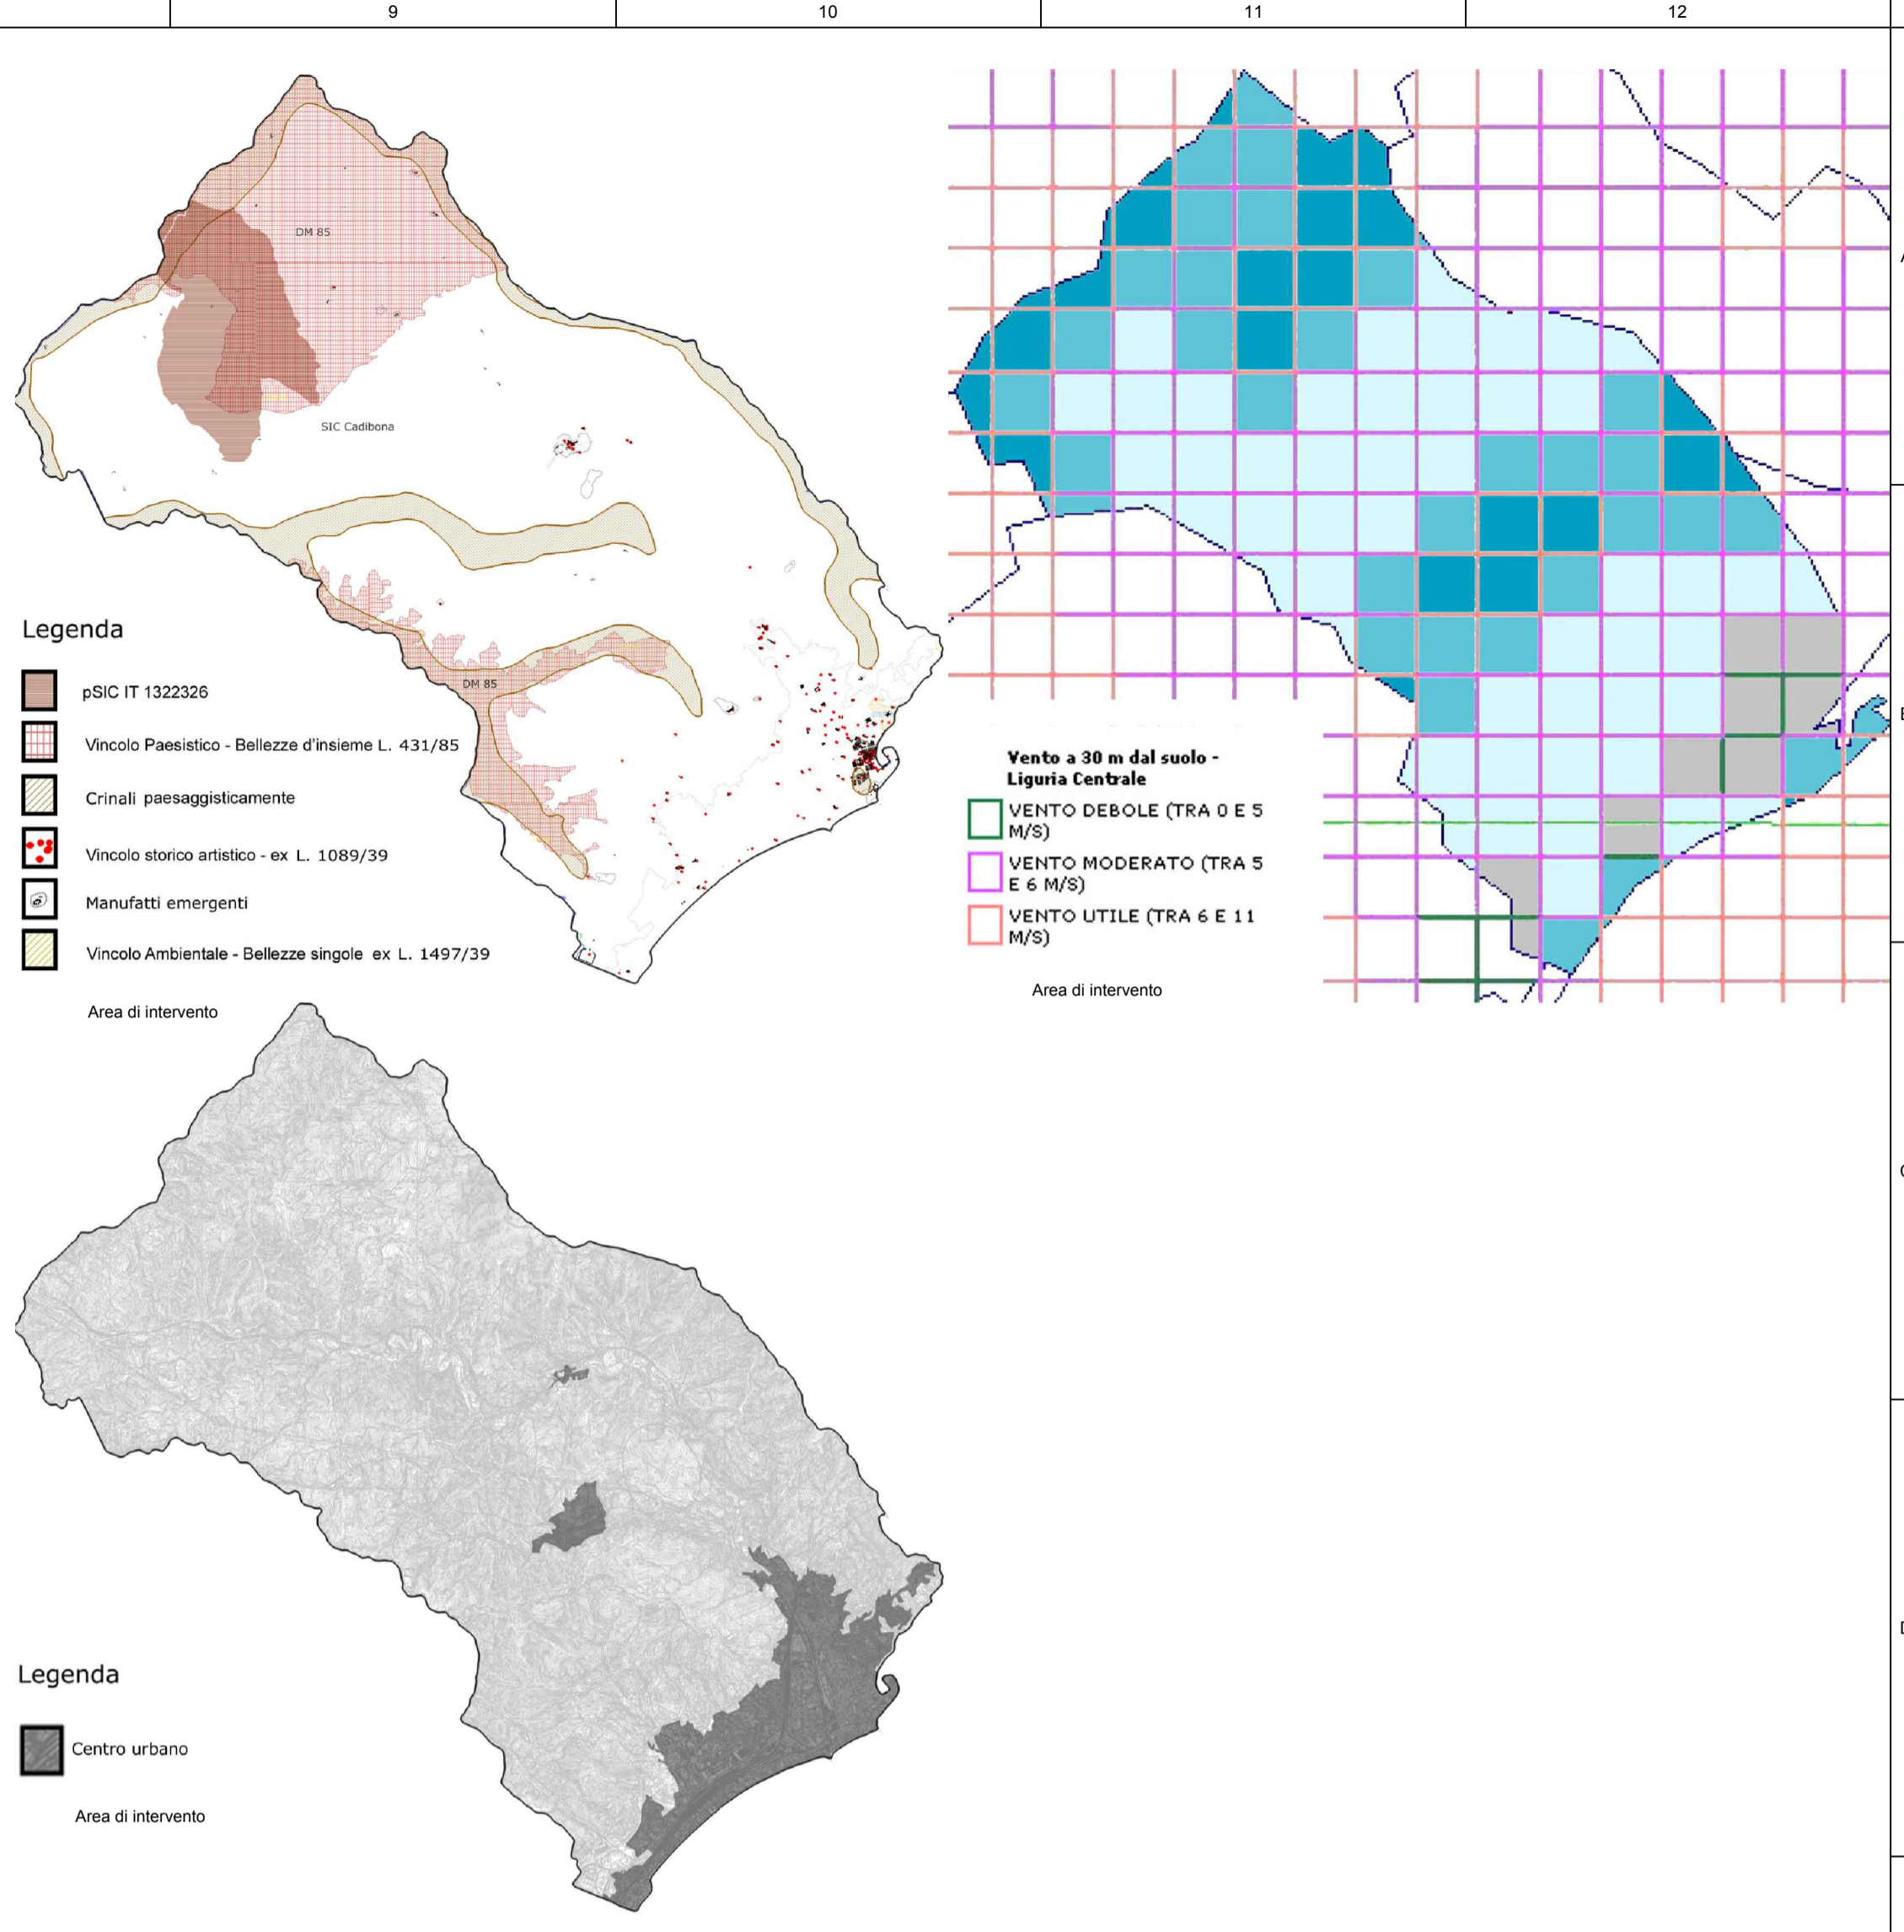 9
10
11
12
DM 85
SIC Cadibona
DM 85
Legenda
pSIC IT 1322326
Vincolo Paesistico - Bellezze d'insieme L. 431/85
Crinali paesaggisticamente
Vincolo storico artistico - ex L. 1089/39
Manufatti emergenti
Vincolo Ambientale - Bellezze singole ex L. 1497/39
Area di intervento
Vento a 30 m dal suolo -
Liguria Centrale
VENTO DEBOLE (TRA 0 E 5
M/S)
VENTO MODERATO (TRA 5
E 6 M/S)
VENTO UTILE (TRA 6 E 11
M/S)
Area di intervento
Legenda
Centro urbano
Area di intervento